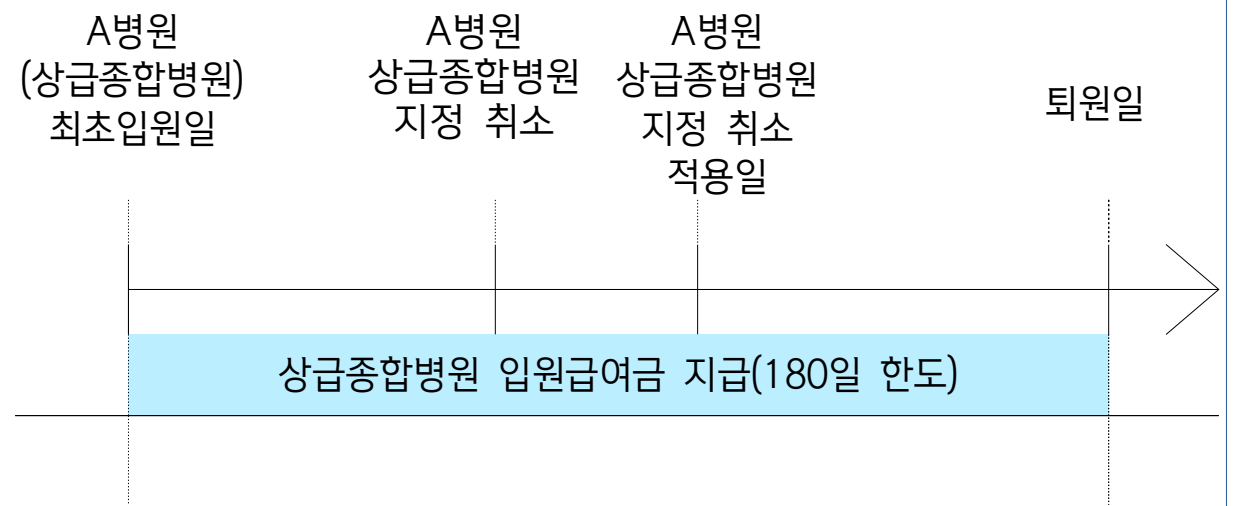 A병원
(상급종합병원)
최초입원일
A병원
상급종합병원
지정 취소
A병원
상급종합병원
지정 취소
적용일
퇴원일
상급종합병원 입원급여금 지급(180일 한도)